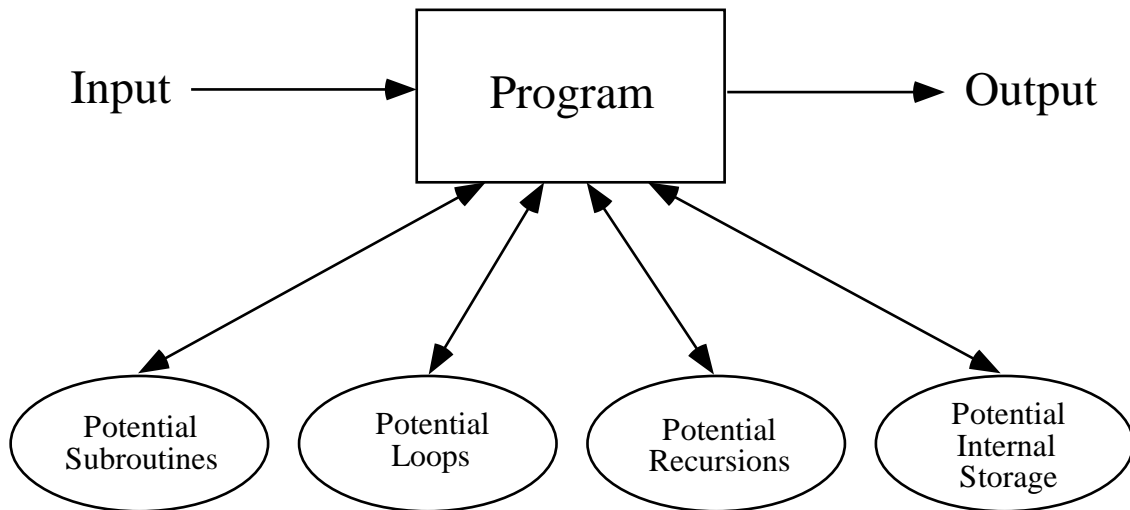 Input
Program
Output
Potential
Subroutines
Potential
Loops
Potential
Recursions
Potential
Internal
Storage